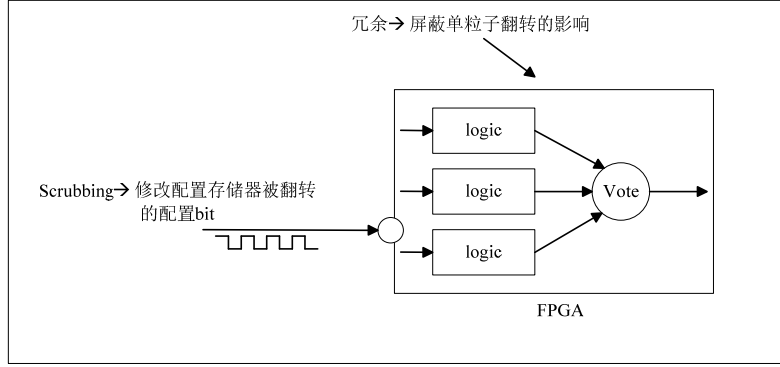 冗余→ 屏蔽单粒子翻转的影响
logic
Scrubbing→ 修改配置存储器被翻转
的配置bit
logic
Vote
logic
FPGA